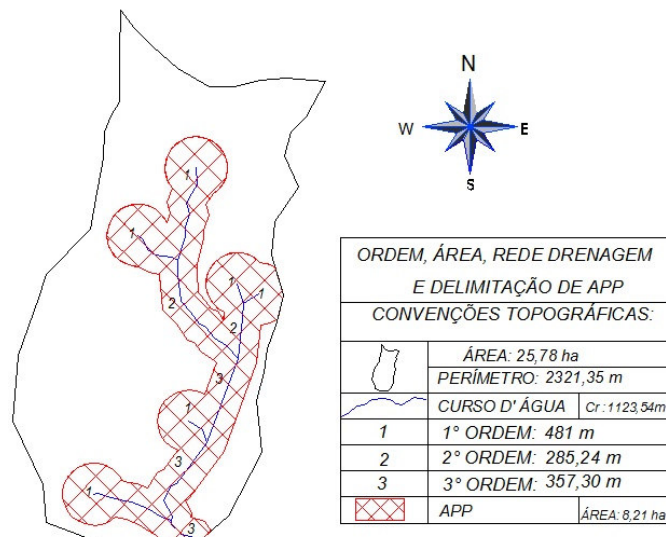 N
W E
S
1
1
1
1
2
2
3
1
3
1
3
ORDEM, ÁREA, REDE DRENAGEM
E DELIMITAÇÃO DE APP
CONVENÇÕES TOPOGRÁFICAS:
ÁREA: 25,78 ha
PERÍMETRO: 2321,35 m
CURSO D' ÁGUA Cr:1123,54m
1 1° ORDEM: 481 m
2 2° ORDEM: 285,24 m
3 3° ORDEM: 357,30 m
APP ÁREA: 8,21 ha